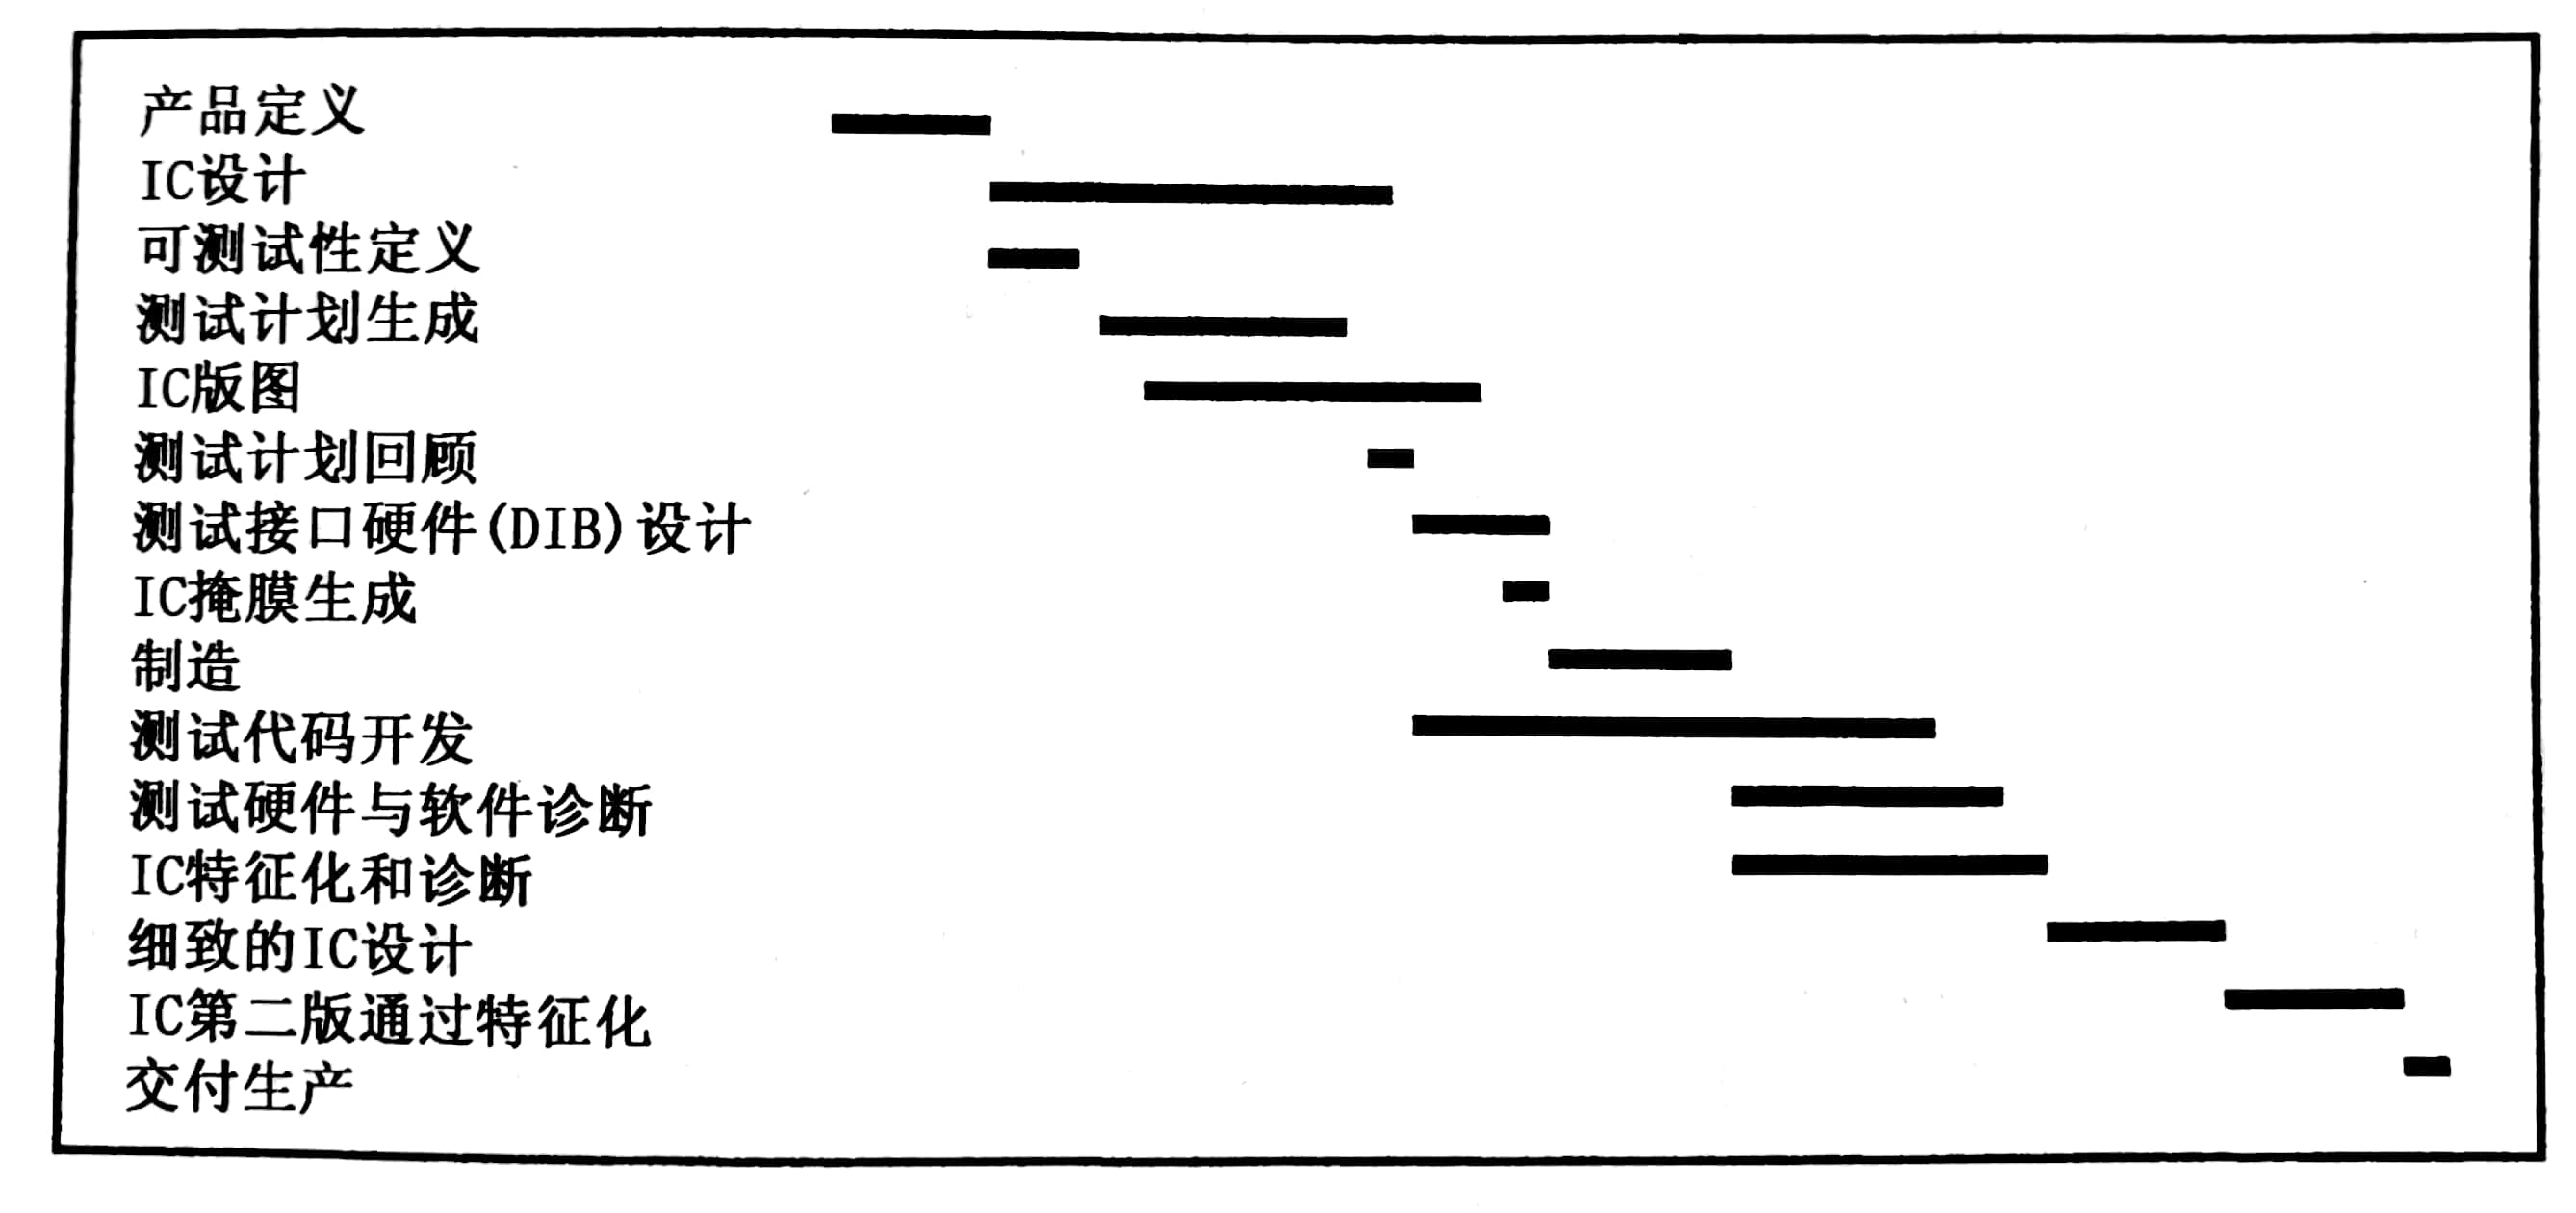 产品定义
IC设计
可测试性定义
测试计划生成
IC版图
测试计划回顾
测试接口硬件(DIB)设计
IC掩膜生成
制造
测试代码开发
测试硬件与软件诊断
IC特征化和诊断
细致的IC设计
IC第二版通过特征化
交付生产